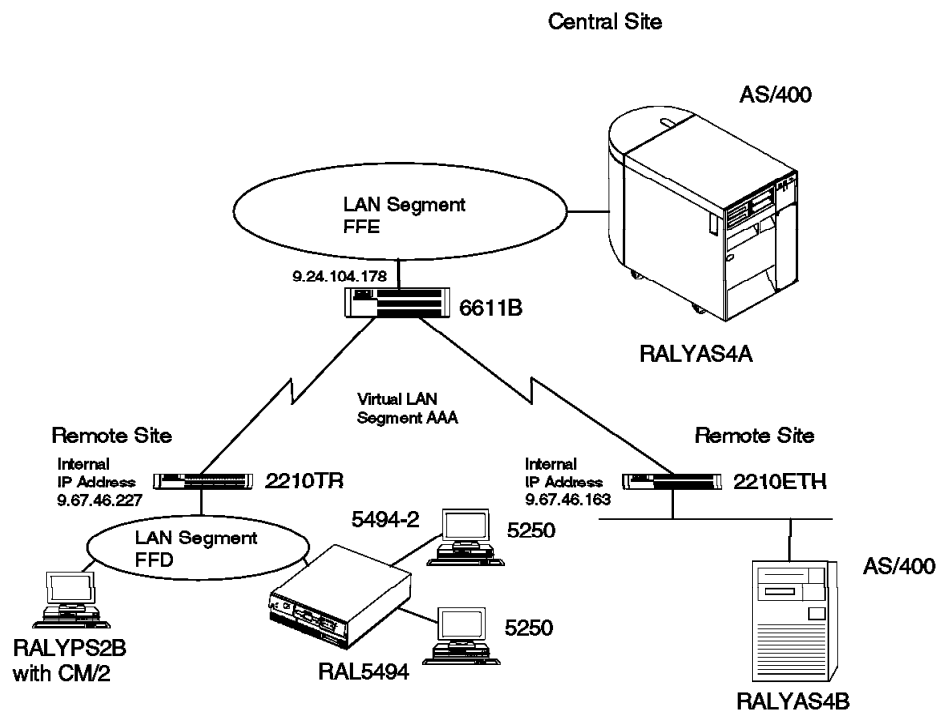 Central Site
AS/400
LAN Segment
FFE
9.24.104.178
6611B
RALYAS4A
Virtual LAN
Segment AAA
Remote Site
Internal
IP Address
9.67.46.227
2210TR
Remote Site
Internal
IP Address
9.67.46.163
2210ETH
LAN Segment
FFD
5494-2
5250
AS/400
5250
RALYPS2B
with CM/2
RAL5494
RALYAS4B